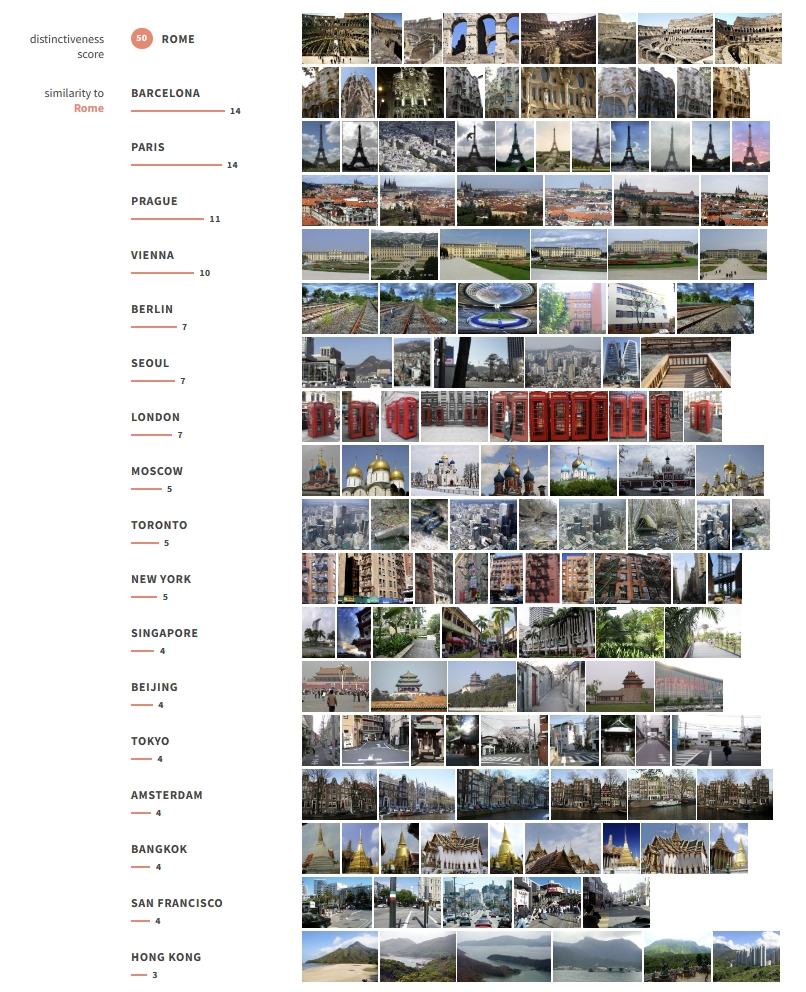 distinctiveness
score
50 ROME
similarity to
Rome
BARCELONA
14
PARIS
14
PRAGUE
11
VIENNA
10
BERLIN
7
SEOUL
7
LONDON
7
MOSCOW
5
TORONTO
5
NEW YORK
5
SINGAPORE
4
BEIJING
4
TOKYO
4
AMSTERDAM
4
BANGKOK
4
SAN FRANCISCO
4
HONG KONG
3